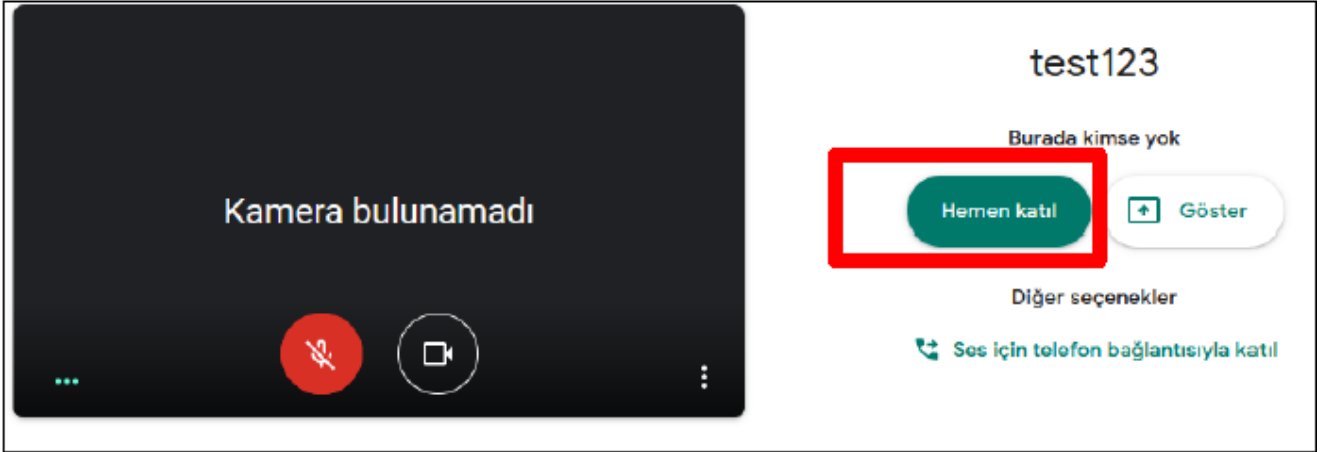 Kamera bulunamadı
test123
Burada kimse yok
Hemen katıl
Göster
Diğer seçenekler
Ses için telefon bağlantısıyla katıl